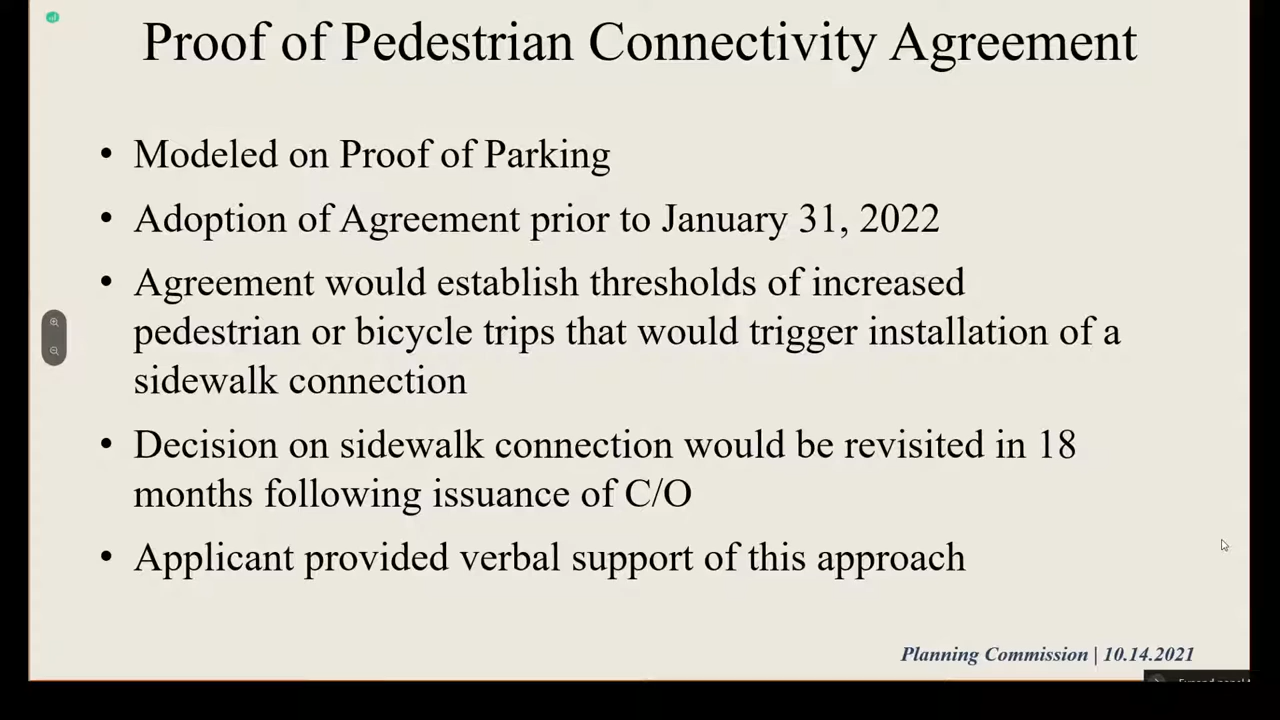 Proof of Pedestrian Connectivity Agreement
• Modeled on Proof of Parking
• Adoption of Agreement prior to January 31, 2022
• Agreement would establish thresholds of increased
pedestrian or bicycle trips that would trigger installation of a
sidewalk connection
• Decision on sidewalk connection would be revisited in 18
months following issuance of C/O
• Applicant provided verbal support of this approach
Planning Commission | 10.14.2021